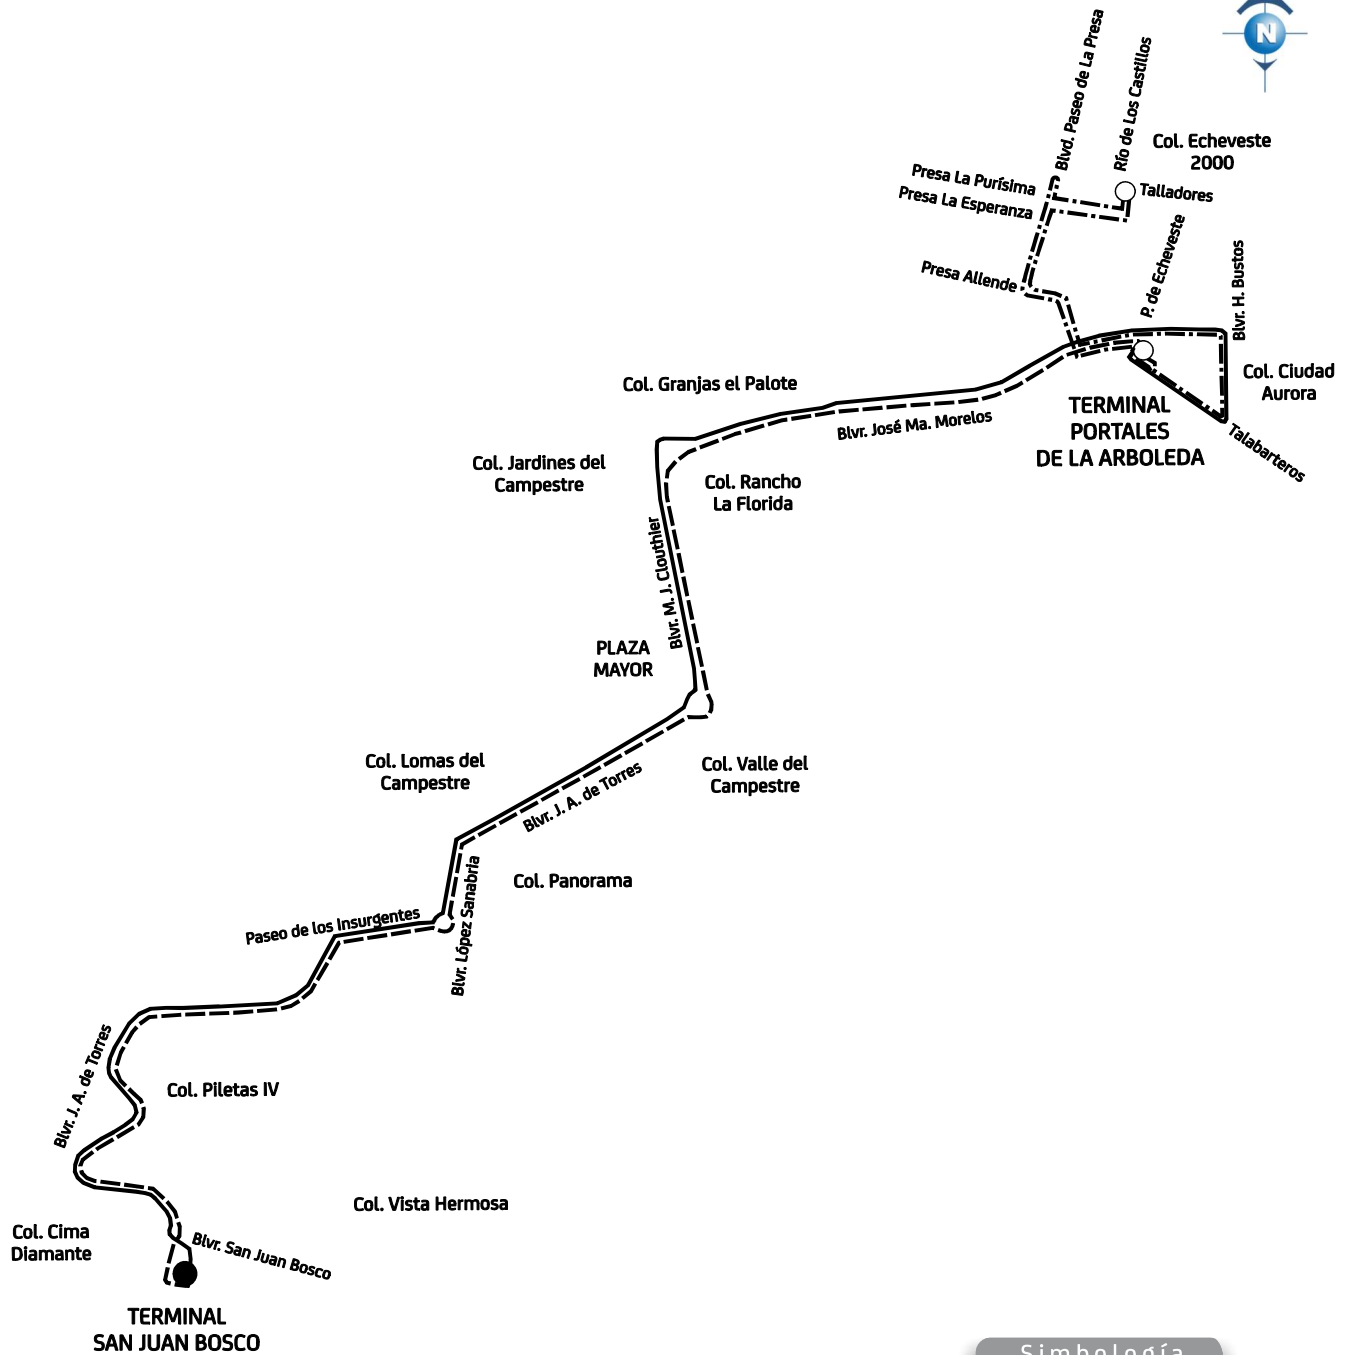 N
Blvd. Paseo de La Presa
Río de Los Castillos
Col. Echeveste
2000
Presa La Purísima
Talladores
Presa La Esperanza
P. de Echeveste
Blvr. H. Bustos
Presa Allende
Col. Ciudad
Aurora
Col. Granjas el Palote
TERMINAL
PORTALES
DE LA ARBOLEDA
Blvr. José Ma. Morelos
Talabarteros
Col. Jardines del
Campestre
Col. Rancho
La Florida
Blvr. M. J. Clouthier
PLAZA
MAYOR
Col. Lomas del
Campestre
Col. Valle del
Campestre
Blvr. J. A. de Torres
Col. Panorama
Blvr. López Sanabria
Paseo de los Insurgentes
Blvr. J. A. de Torres
Col. Piletas IV
Col. Vista Hermosa
Col. Cima
Diamante
Blvr. San Juan Bosco
TERMINAL
SAN JUAN BOSCO
Simbología